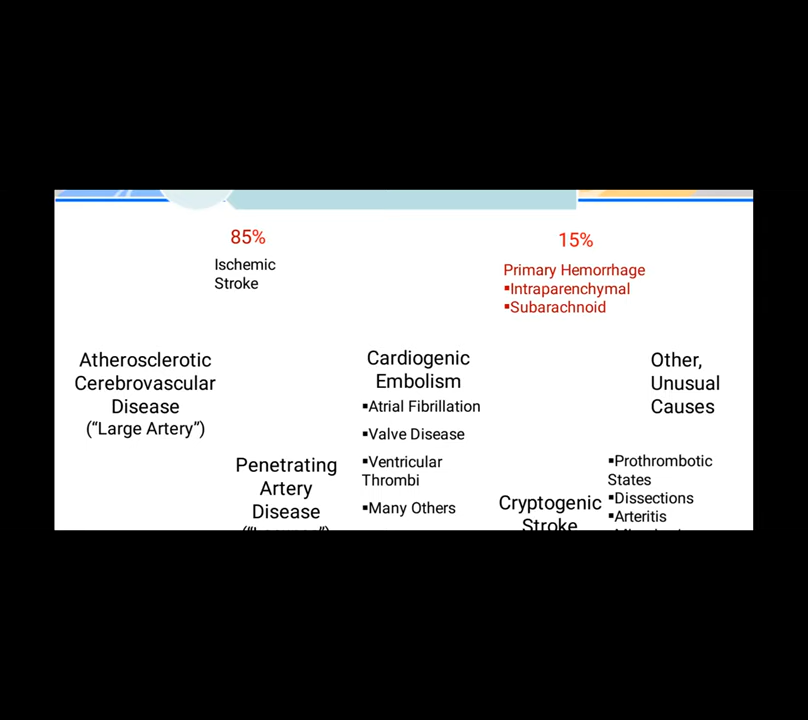 85%
Ischemic
Stroke
15%
Primary Hemorrhage
▪Intraparenchymal
▪Subarachnoid
Atherosclerotic
Cerebrovascular
Disease
(“Large Artery”)
Penetrating
Artery
Disease
Cardiogenic
Embolism
▪Atrial Fibrillation
▪Valve Disease
▪Ventricular
Thrombi
▪Many Others
Cryptogenic
Stroke
Other,
Unusual
Causes
▪Prothrombotic
States
▪Dissections
▪Arteritis